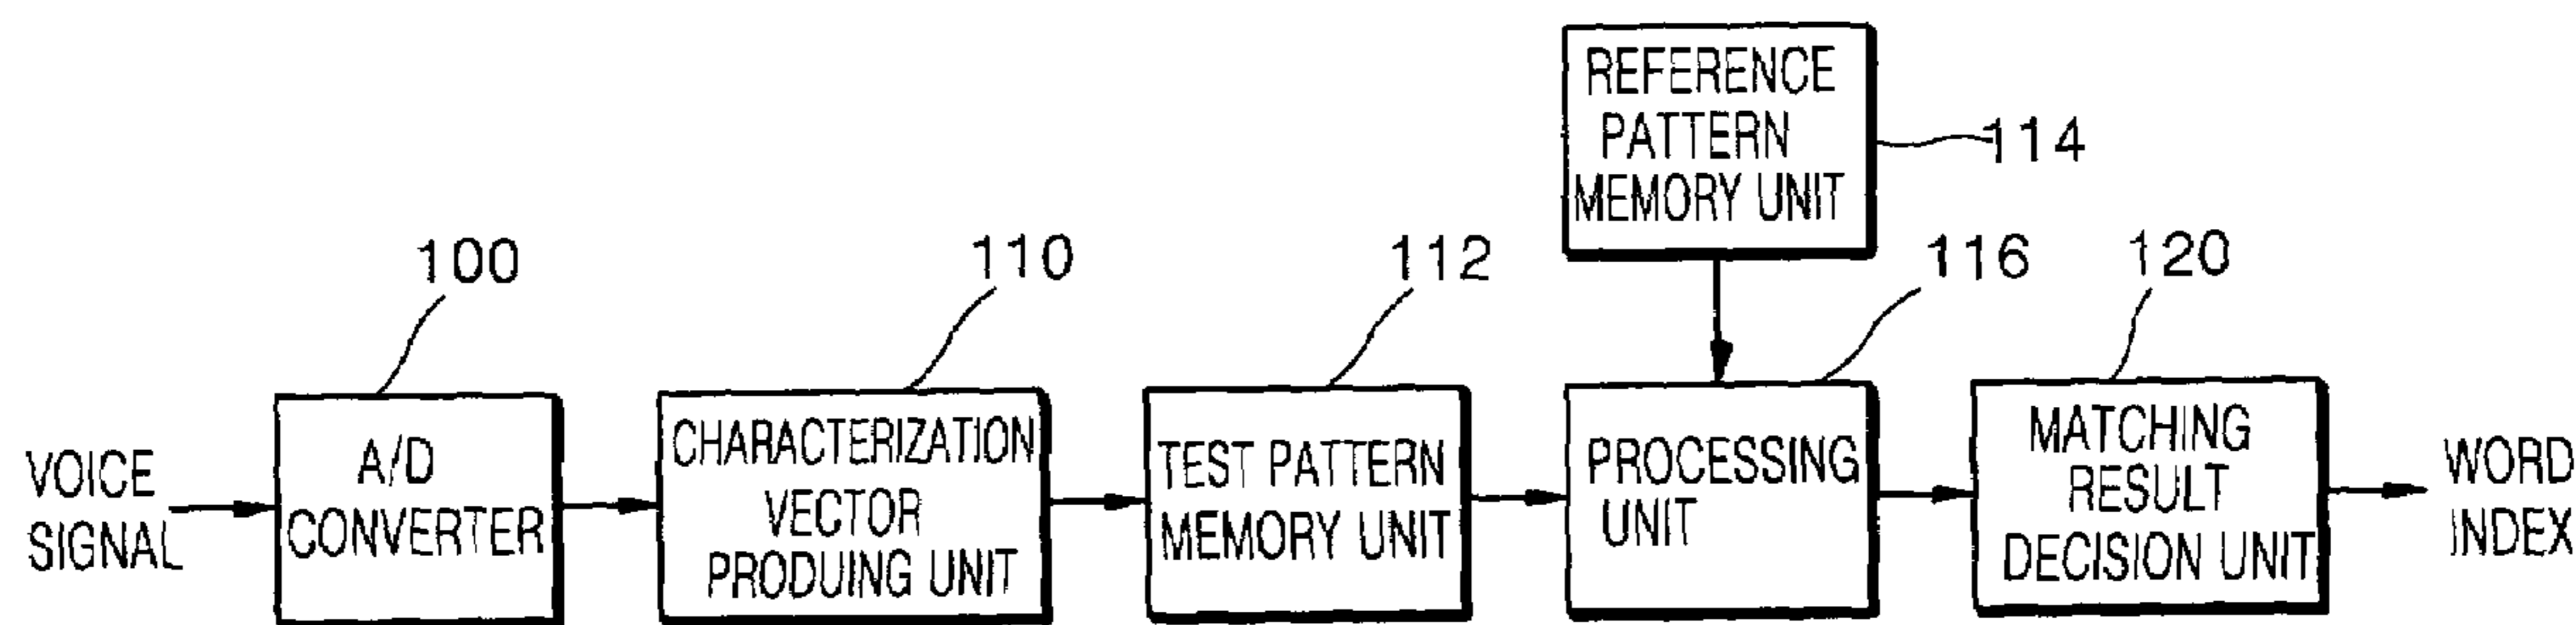 REFERENCE
PATTERN
MEMORY UNIT
114
100
110
112
116
120
VOICE
SIGNAL
A/D
CONVERTER
CHARACTERIZATION
VECTOR
PRODUING UNIT
TEST PATTERN
MEMORY UNIT
PROCESSING
UNIT
MATCHING
RESULT
DECISION UNIT
WORD
INDEX